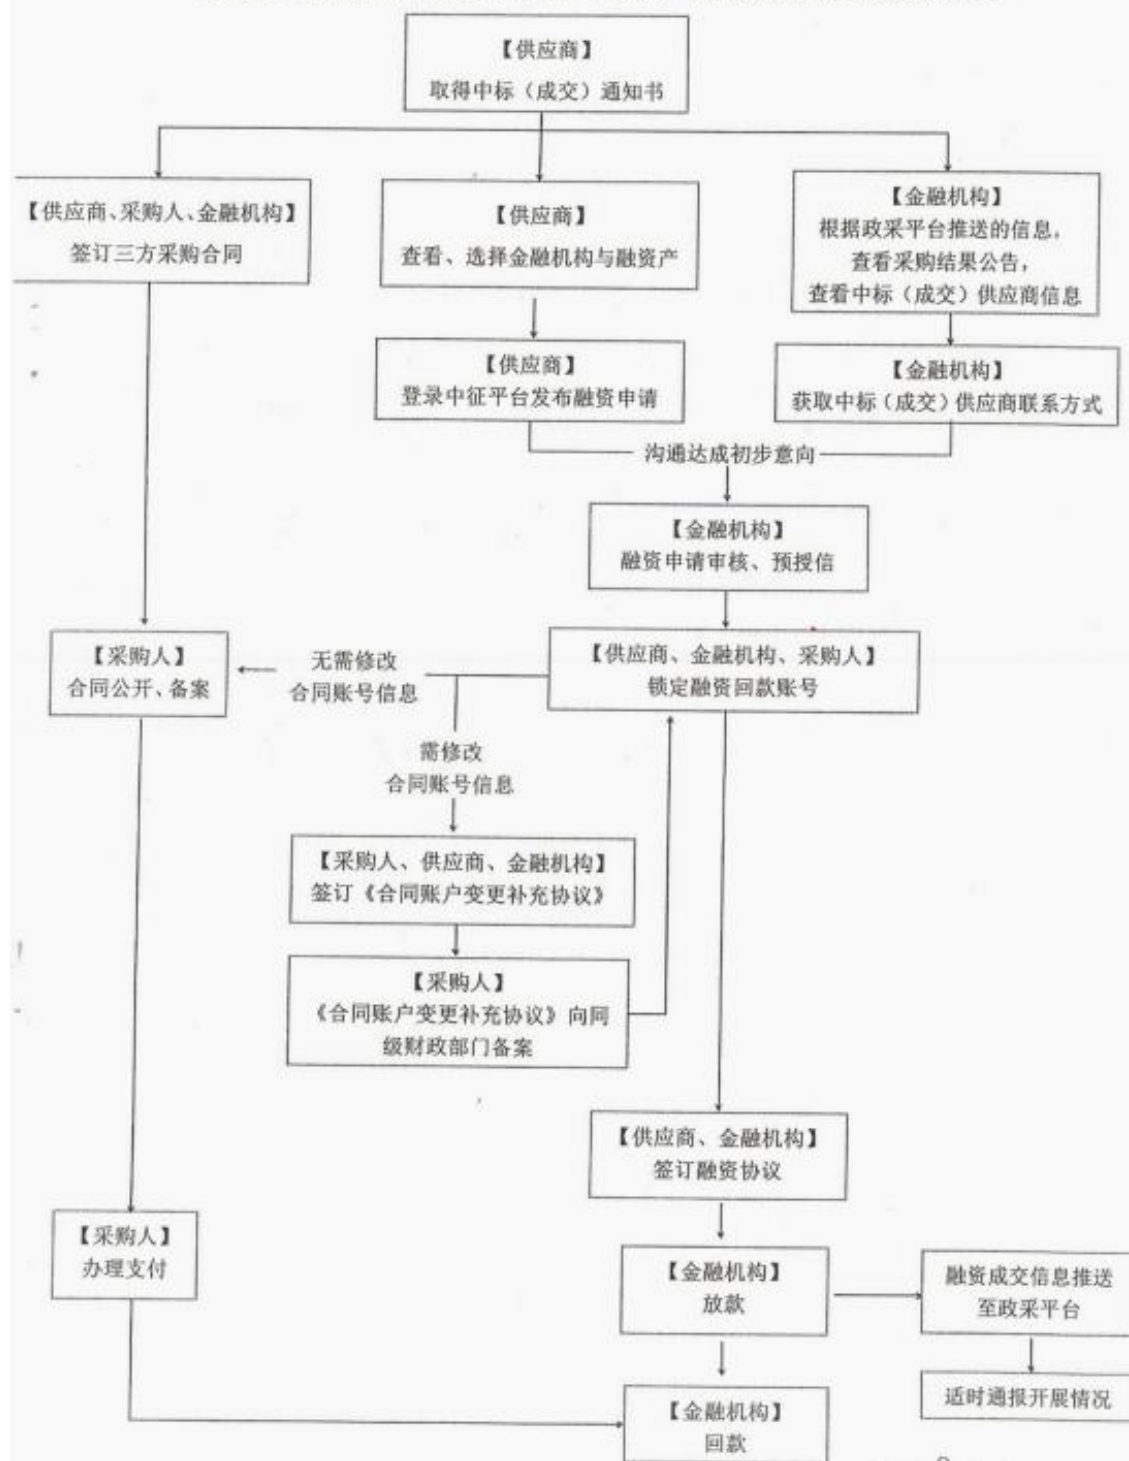 【供应商】
取得中标（成交）通知书
【供应商、采购人、金融机构】
签订三方采购合同
【供应商】
查看、选择金融机构与融资产
【金融机构】
根据政采平台推送的信息，
查看采购结果公告，
查看中标（成交）供应商信息
【供应商】
登录中征平台发布融资申请
【金融机构】
获取中标（成交）供应商联系方式
沟通达成初步意向
【金融机构】
融资申请审核、预授信
【采购人】
合同公开、备案
无需修改
合同账号信息
【供应商、金融机构、采购人】
锁定融资回款账号
需修改
合同账号信息
【采购人、供应商、金融机构】
签订《合同账户变更补充协议》
【采购人】
《合同账户变更补充协议》向同
级财政部门备案
【供应商、金融机构】
签订融资协议
【采购人】
办理支付
【金融机构】
放款
融资成交信息推送
至政采平台
适时通报开展情况
【金融机构】
回款